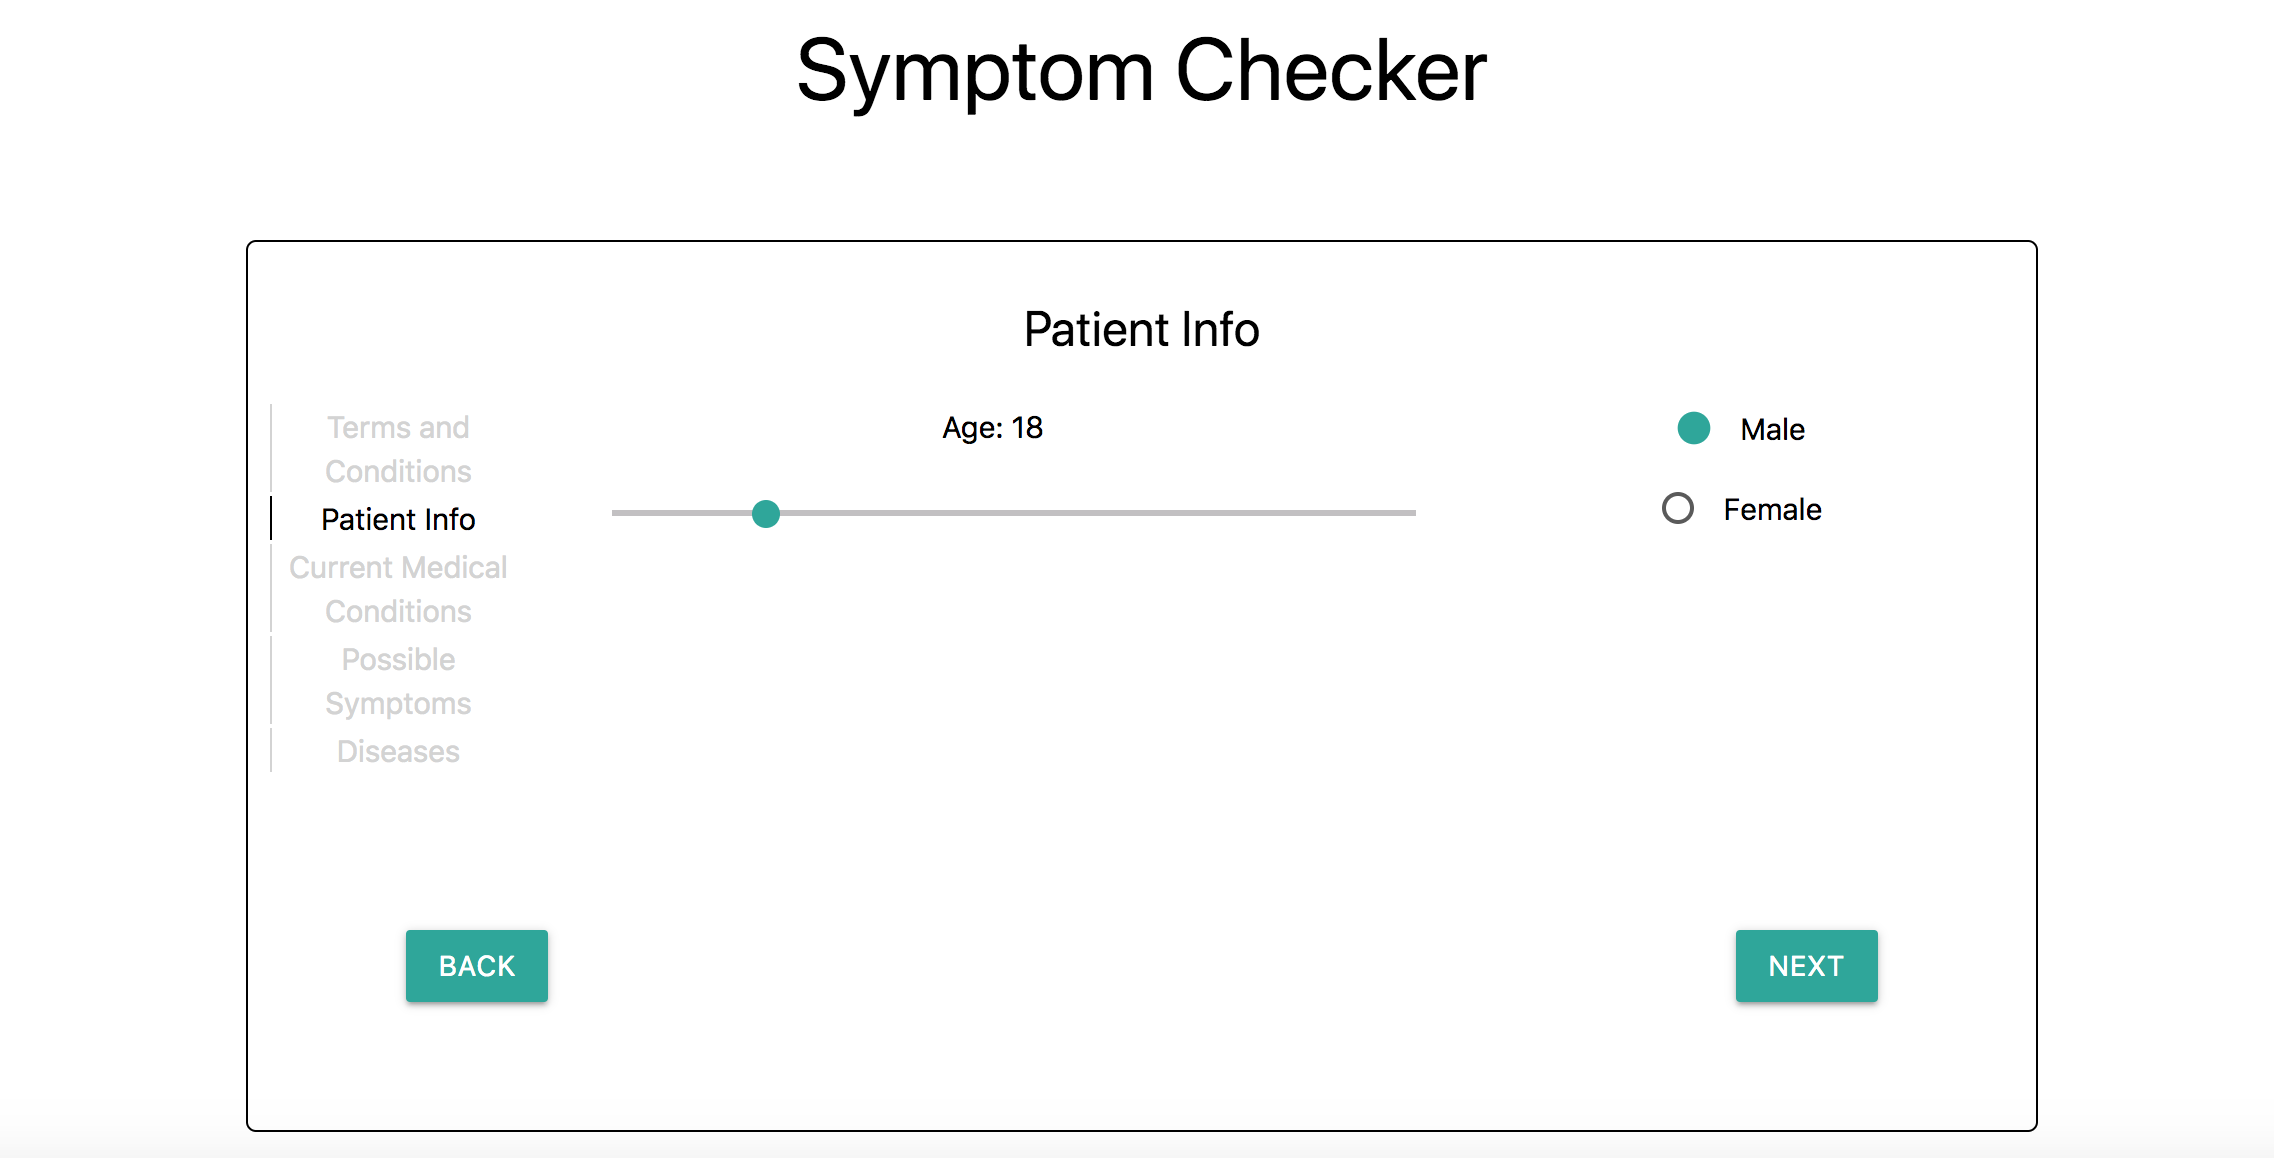 Symptom Checker
Patient Info
Terms and
Conditions
Patient Info
Current Medical
Conditions
Possible
Symptoms
Diseases
Age: 18
Male
Female
BACK
NEXT